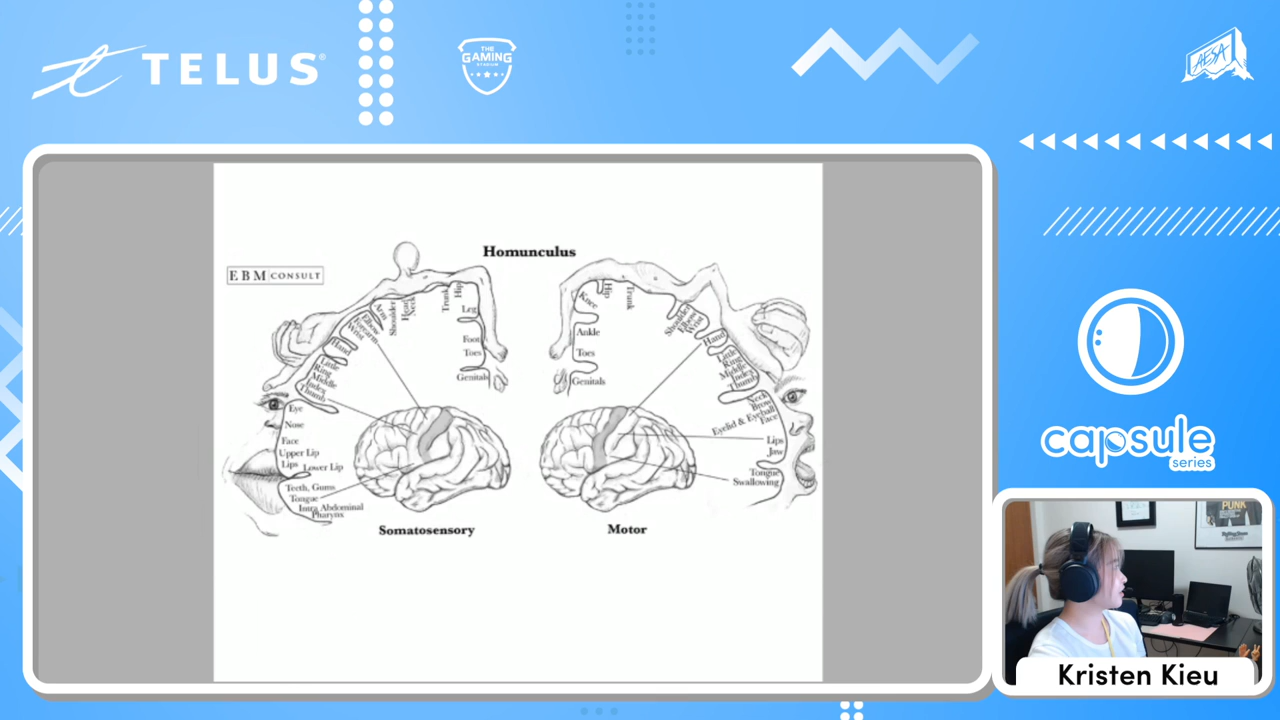 TELUS®
THE
GAMING
STADIUM
AESA
Homunculus
EBM CONSULT
Hip
Trunk
Neck
Head
Shoulder
Arm
Elbow
Forearm
Wrist
Hand
Little
Ring
Middle
Index
Thumb
Eye
Nose
Face
Upper Lip
Lips
Lower Lip
Teeth, Gums
Tongue
Intra Abdominal
Pharynx
Leg
Foot
Toes
Genitals
Somatosensory
Knee
Hip
Trunk
Shoulder
Elbow
Wrist
Hand
Little
Ring
Middle
Index
Thumb
Neck
Brow
Eyelid & Eyeball
Face
Lips
Jaw
Tongue
Swallowing
Ankle
Toes
Genitals
Motor
capsule
series
PUNK
Kristen Kieu